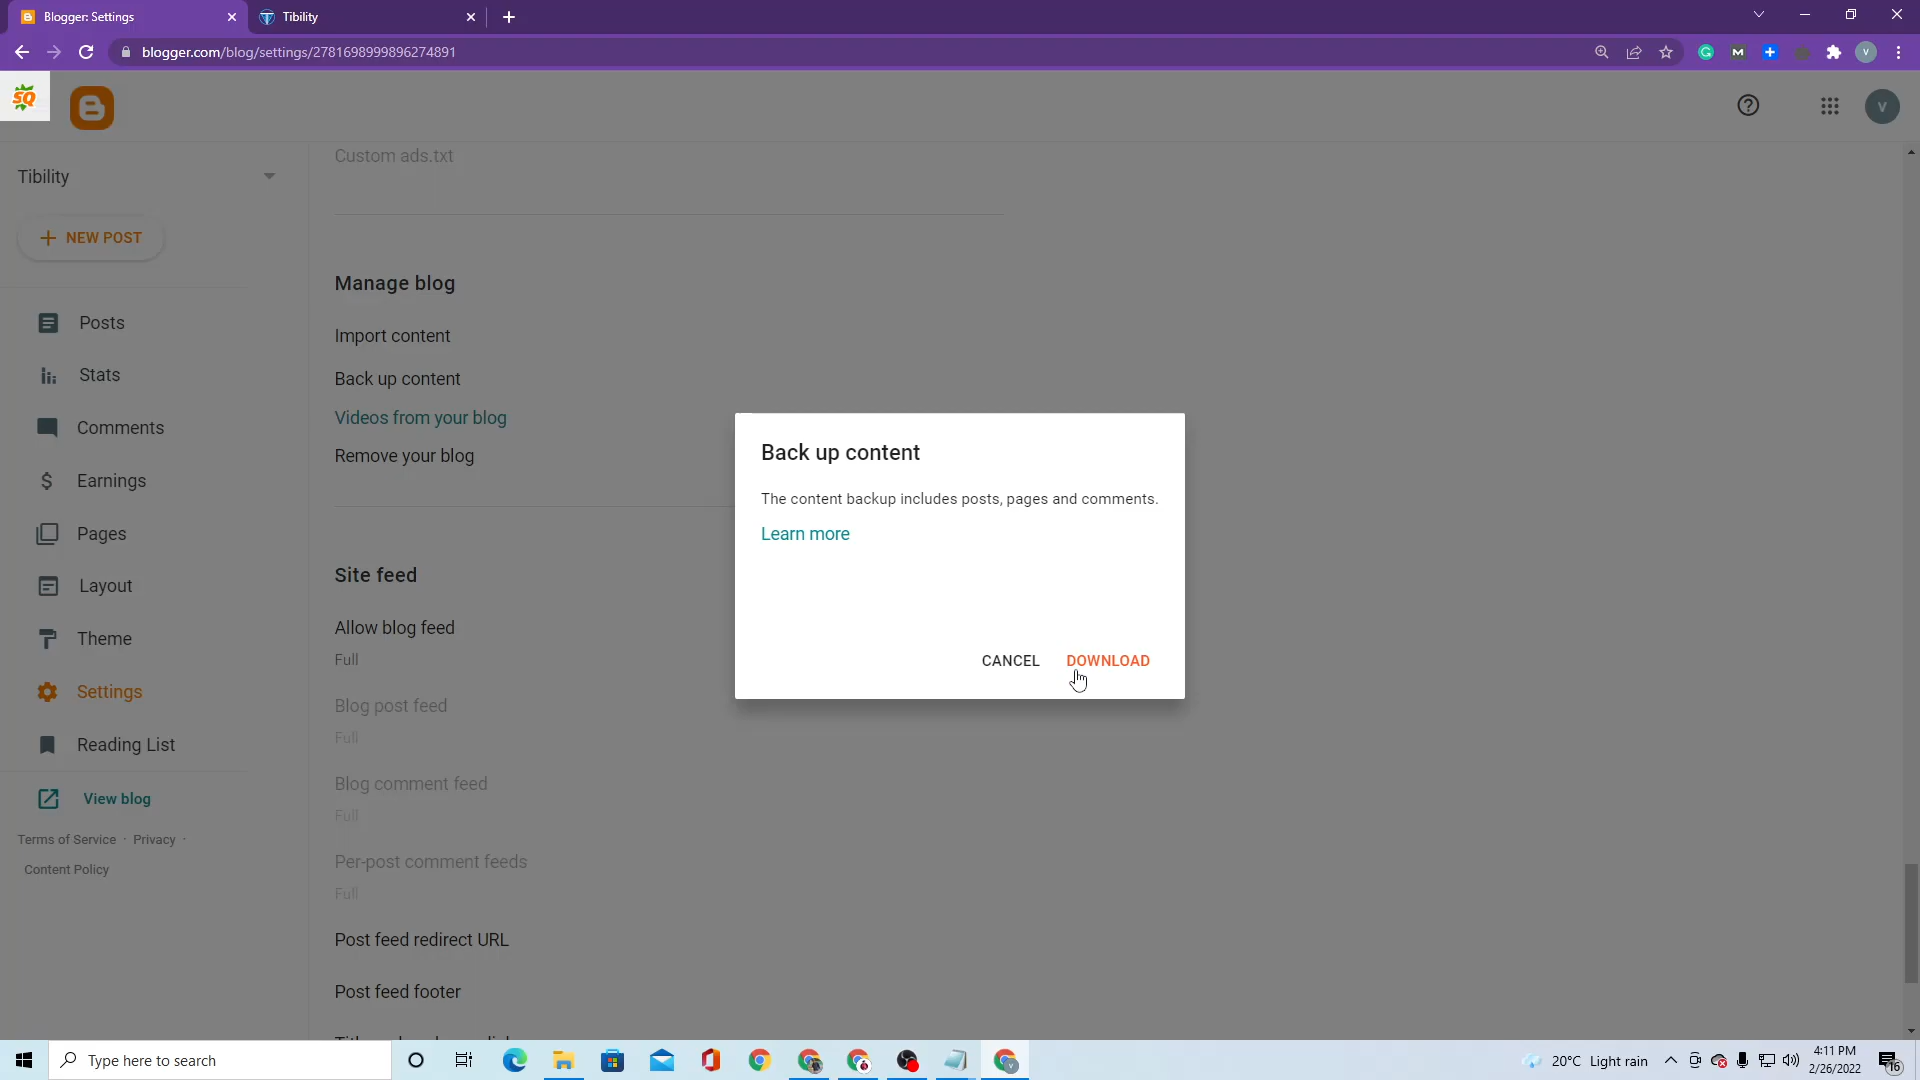 Blogger: Settings
Tibility
blogger.com/blog/settings/2781698999896274891
SQ
V
Tibility
NEW POST
Posts
Stats
Comments
Earnings
Pages
Layout
Theme
Settings
Reading List
View blog
Terms of Service · Privacy ·
Content Policy
Custom ads.txt
Manage blog
Import content
Back up content
Videos from your blog
Remove your blog
Site feed
Allow blog feed
Full
Blog post feed
Full
Blog comment feed
Full
Per-post comment feeds
Full
Post feed redirect URL
Post feed footer
Back up content
The content backup includes posts, pages and comments.
Learn more
CANCEL
DOWNLOAD
Type here to search
20°C Light rain
4:11 PM
2/26/2022
16